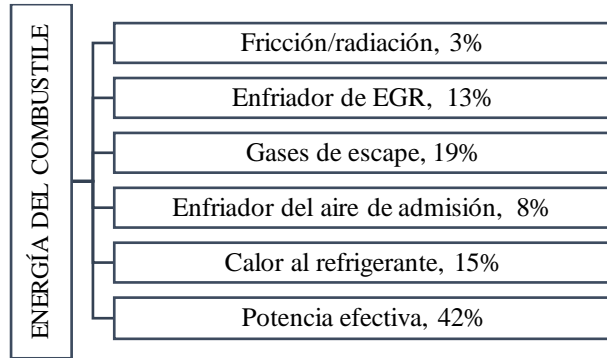 ENERGÍA DEL COMBUSTILE
Fricción/radiación, 3%
Enfriador de EGR, 13%
Gases de escape, 19%
Enfriador del aire de admisión, 8%
Calor al refrigerante, 15%
Potencia efectiva, 42%